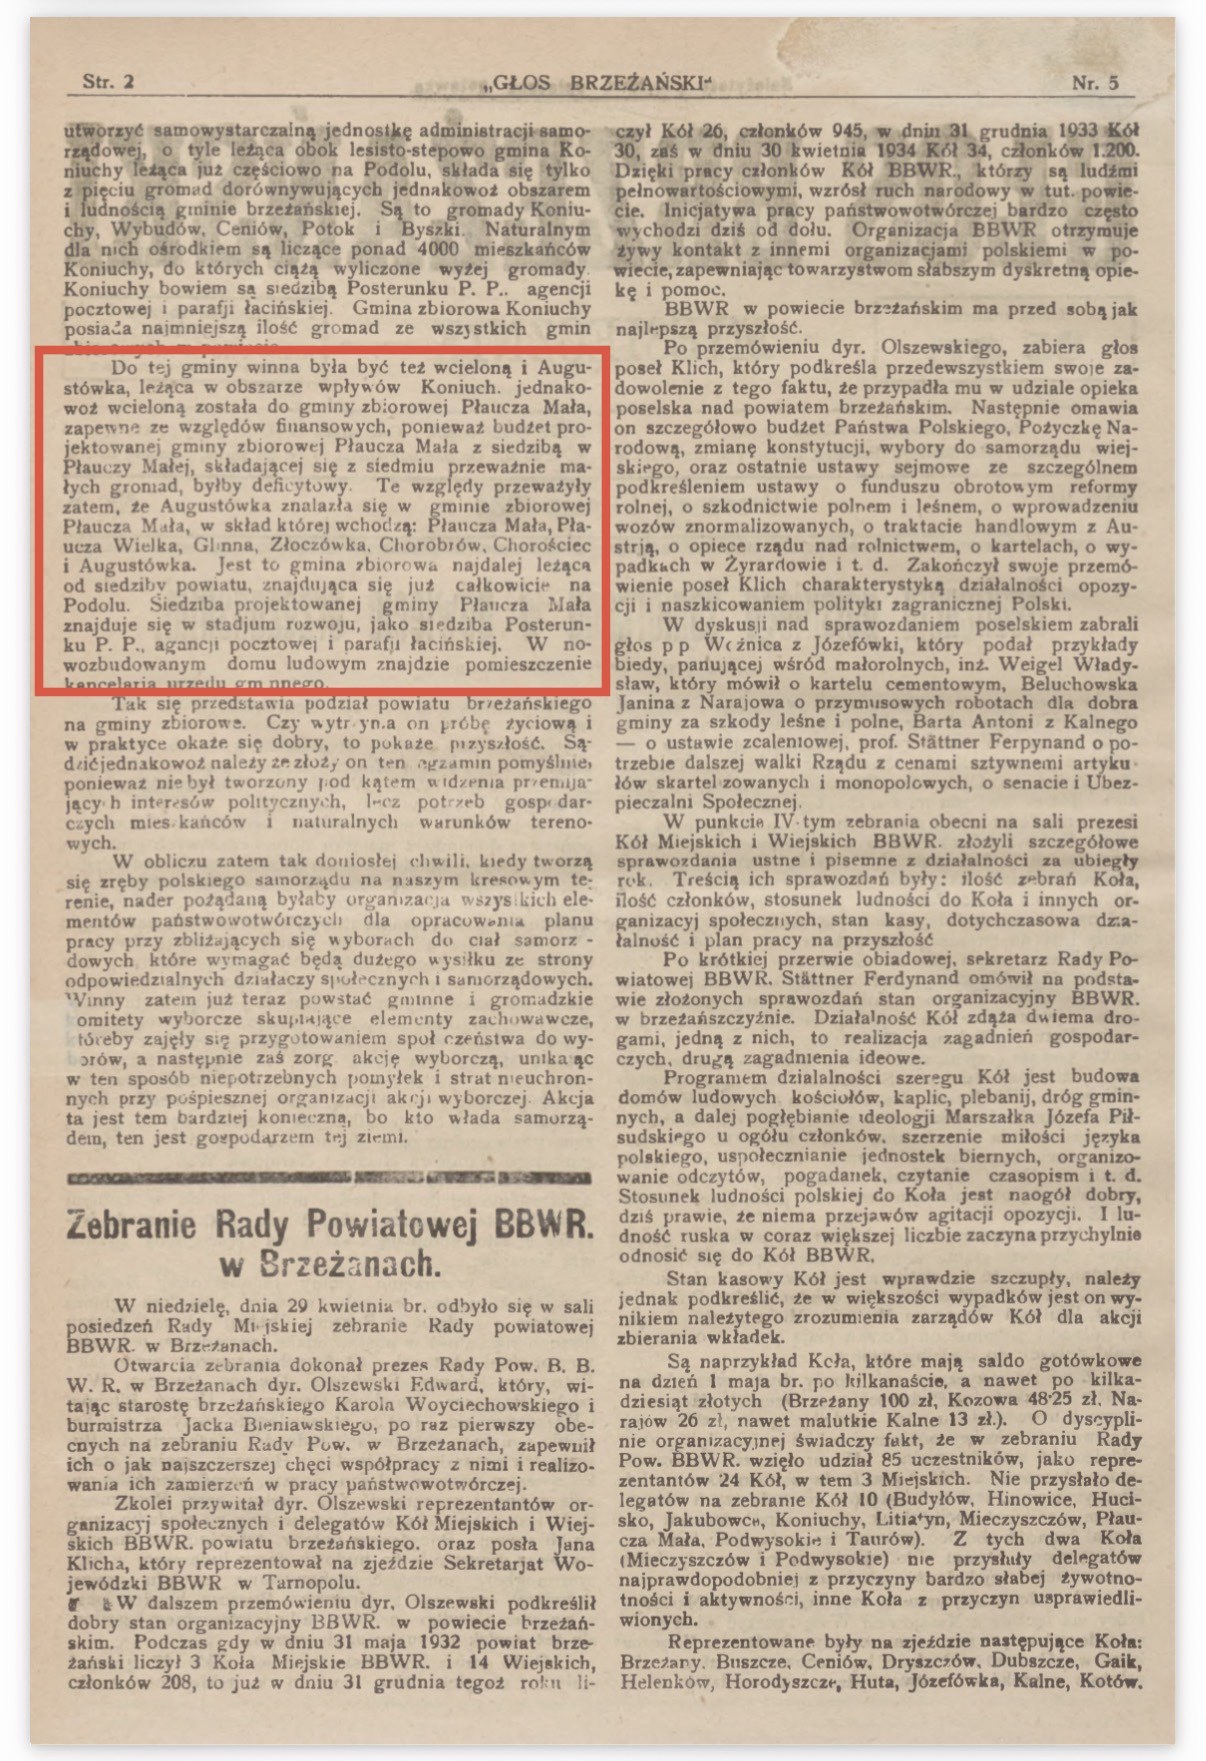 Str. 2
„GŁOS BRZEŻAŃSKI“
Nr. 5
utworzyć samowystarczalną jednostkę administracji samo-
rządowej, o tyle leżąca obok lesisto-stepowo gmina Ko-
niuchy leżąca już częściowo na Podolu, składa się tylko
z pięciu gromad dorównywujących jednakowoż obszarem
i ludnością gminie brzeżańskiej. Są to gromady Koniu-
chy, Wybudów, Ceniów, Potok i Byszki. Naturalnym
dla nich ośrodkiem są liczące ponad 4000 mieszkańców
Koniuchy, do których ciążą wyliczone wyżej gromady.
Koniuchy bowiem są siedzibą Posterunku P. P., agencji
pocztowej i parafji łacińskiej. Gmina zbiorowa Koniuchy
posiada najmniejszą ilość gromad ze wszystkich gmin
zbiorowych w powiecie.
Do tej gminy winna była być też wcieloną i Augu-
stówka, leżąca w obszarze wpływów Koniuch. jednako-
woż wcieloną została do gminy zbiorowej Płaucza Mała,
zapewne ze względów finansowych, ponieważ budżet pro-
jektowanej gminy zbiorowej Płaucza Mała z siedzibą w
Płauczy Małej, składającej się z siedmiu przeważnie ma-
łych gromad, byłby deficytowy. Te względy przeważyły
zatem, że Augustówka znalazła się w gminie zbiorowej
Płaucza Mała, w skład której wchodzą: Płaucza Mała, Pła-
ucza Wielka, Glinna, Złoczówka, Chorobrów, Chorościec
i Augustówka. Jest to gmina zbiorowa najdalej leżąca
od siedziby powiatu, znajdująca się już całkowicie na
Podolu. Siedziba projektowanej gminy Płaucza Mała
znajduje się w stadjum rozwoju, jako siedziba Posterun-
ku P. P., agancji pocztowej i parafji łacińskiej. W no-
wozbudowanym domu ludowym znajdzie pomieszczenie
kancelaria urzędu gminnego.
Tak się przedstawia podział powiatu brzeżańskiego
na gminy zbiorowe. Czy wytrzyma on próbę życiową i
w praktyce okaże się dobry, to pokaże przyszłość. Są-
dzić jednakowoż należy że złoży on ten egzamin pomyślnie,
ponieważ nie był tworzony pod kątem widzenia przemija-
jących interesów politycznych, lecz potrzeb gospodar-
czych mieszkańców i naturalnych warunków tereno-
wych.
W obliczu zatem tak doniosłej chwili, kiedy tworzą
się zręby polskiego samorządu na naszym kresowym te-
renie, nader pożądaną byłaby organizacja wszystkich ele-
mentów państwowotwórczych dla opracowania planu
pracy przy zbliżających się wyborach do ciał samorz -
dowych, które wymagać będą dużego wysiłku ze strony
odpowiedzialnych działaczy społecznych i samorządowych.
Winny zatem już teraz powstać gminne i gromadzkie
omitety wyborcze skupiające elementy zachowawcze,
któreby zajęły się przygotowaniem społeczeństwa do wy-
borów, a następnie zaś zorg. akcję wyborczą, unikając
w ten sposób niepotrzebnych pomyłek i strat nieuchron-
nych przy pośpiesznej organizacji akcji wyborczej. Akcja
ta jest tem bardziej konieczną, bo kto włada samorzą-
dem, ten jest gospodarzem tej ziemi.
Zebranie Rady Powiatowej BBWR.
w Brzeżanach.
W niedzielę, dnia 29 kwietnia br. odbyło się w sali
posiedzeń Rady Miejskiej zebranie Rady powiatowej
BBWR. w Brzeżanach.
Otwarcia zebrania dokonał prezes Rady Pow. B. B.
W. R. w Brzeżanach dyr. Olszewski Edward, który, wi-
tając starostę brzeżańskiego Karola Woyciechowskiego i
burmistrza Jacka Bieniawskiego, po raz pierwszy obe-
cnych na zebraniu Rady Pow. w Brzeżanach, zapewnił
ich o jak najszczerszej chęci współpracy z nimi i realizo-
wania ich zamierzeń w pracy państwowotwórczej.
Zkolei przywitał dyr. Olszewski reprezentantów or-
ganizacyj społecznych i delegatów Kół Miejskich i Wiej-
skich BBWR. powiatu brzeżańskiego. oraz posła Jana
Klicha, który reprezentował na zjeździe Sekretarjat Wo-
jewódzki BBWR w Tarnopolu.
W dalszem przemówieniu dyr. Olszewski podkreślił
dobry stan organizacyjny BBWR. w powiecie brzeżań-
skim. Podczas gdy w dniu 31 maja 1932 powiat brze-
żański liczył 3 Koła Miejskie BBWR. i 14 Wiejskich,
członków 208, to już w dniu 31 grudnia tegoż roku li-
czył Kół 26, członków 945, w dniu 31 grudnia 1933 Kół
30, zaś w dniu 30 kwietnia 1934 Kół 34, członków 1.200.
Dzięki pracy członków Kół BBWR., którzy są ludźmi
pełnowartościowymi, wzrósł ruch narodowy w tut. powie-
cie. Inicjatywa pracy państwowotwórczej bardzo często
wychodzi dziś od dołu. Organizacja BBWR otrzymuje
żywy kontakt z innemi organizacjami polskiemi w po-
wiecie, zapewniając towarzystwom słabszym dyskretną opie-
kę i pomoc.
BBWR w powiecie brzeżańskim ma przed sobą jak
najlepszą przyszłość.
Po przemówieniu dyr. Olszewskiego, zabiera głos
poseł Klich, który podkreśla przedewszystkiem swoje za-
dowolenie z tego faktu, że przypadła mu w udziale opieka
poselska nad powiatem brzeżańskim. Następnie omawia
on szczegółowo budżet Państwa Polskiego, Pożyczkę Na-
rodową, zmianę konstytucji, wybory do samorządu wiej-
skiego, oraz ostatnie ustawy sejmowe ze szczególnem
podkreśleniem ustawy o funduszu obrotowym reformy
rolnej, o szkodnictwie polnem i leśnem, o wprowadzeniu
wozów znormalizowanych, o traktacie handlowym z Au-
strją, o opiece rządu nad rolnictwem, o kartelach, o wy-
padkach w Żyrardowie i t. d. Zakończył swoje przemó-
wienie poseł Klich charakterystyką działalności opozy-
cji i naszkicowaniem polityki zagranicznej Polski.
W dyskusji nad sprawozdaniem poselskiem zabrali
głos p p Woźnica z Józefówki, który podał przykłady
biedy, panującej wśród małorolnych, inż. Weigel Włady-
sław, który mówił o kartelu cementowym, Beluchowska
Janina z Narajowa o przymusowych robotach dla dobra
gminy za szkody leśne i polne, Barta Antoni z Kalnego
— o ustawie zcaleniowej, prof. Stättner Ferpynand o po-
trzebie dalszej walki Rządu z cenami sztywnemi artyku-
łów skartelizowanych i monopolowych, o senacie i Ubez-
pieczalni Społecznej.
W punkcie IV-tym zebrania obecni na sali prezesi
Kół Miejskich i Wiejskich BBWR. złożyli szczegółowe
sprawozdania ustne i pisemne z działalności za ubiegły
rok. Treścią ich sprawozdań były: ilość zebrań Koła,
ilość członków, stosunek ludności do Koła i innych or-
ganizacyj społecznych, stan kasy, dotychczasowa dzia-
łalność i plan pracy na przyszłość
Po krótkiej przerwie obiadowej, sekretarz Rady Po-
wiatowej BBWR. Stättner Ferdynand omówił na podsta-
wie złożonych sprawozdań stan organizacyjny BBWR.
w brzeżańszczyźnie. Działalność Kół zdąża dwiema dro-
gami, jedną z nich, to realizacja zagadnień gospodar-
czych, drugą zagadnienia ideowe.
Programem dzialalności szeregu Kół jest budowa
domów ludowych kościołów, kaplic, plebanij, dróg gmin-
nych, a dalej pogłębianie ideologji Marszałka Józefa Pił-
sudskiego u ogółu członków. szerzenie miłości języka
polskiego, uspołecznianie jednostek biernych, organizo-
wanie odczytów, pogadanek, czytanie czasopism i t. d.
Stosunek ludności polskiej do Koła jest naogół dobry,
dziś prawie, że niema przejawów agitacji opozycji. I lu-
dność ruska w coraz większej liczbie zaczyna przychylnie
odnosić się do Kół BBWR.
Stan kasowy Kół jest wprawdzie szczupły, należy
jednak podkreślić, że w większości wypadków jest on wy-
nikiem należytego zrozumienia zarządów Kół dla akcji
zbierania wkładek.
Są naprzykład Koła, które mają saldo gotówkowe
na dzień 1 maja br. po kilkanaście, a nawet po kilka-
dziesiąt złotych (Brzeżany 100 zł, Kozowa 48·25 zł. Na-
rajów 26 zł, nawet malutkie Kalne 13 zł.). O dyscypli-
nie organizacyjnej świadczy fakt, że w zebraniu Rady
Pow. BBWR. wzięło udział 85 uczestników, jako repre-
zentantów 24 Kół, w tem 3 Miejskich. Nie przysłało de-
legatów na zebranie Kół 10 (Budyłów, Hinowice, Huci-
sko, Jakubowce, Koniuchy, Litiatyn, Mieczyszczów, Płau-
cza Mała, Podwysokie i Taurów). Z tych dwa Koła
(Mieczyszczów i Podwysokie) nie przysłały delegatów
najprawdopodobniej z przyczyny bardzo słabej żywotno-
tności i aktywności, inne Koła z przyczyn usprawiedli-
wionych.
Reprezentowane były na zjeździe następujące Koła:
Brzeżany. Buszcze, Ceniów, Dryszczów, Dubszcze, Gaik,
Helenków, Horodyszcze, Huta, Józefówka, Kalne, Kotów,